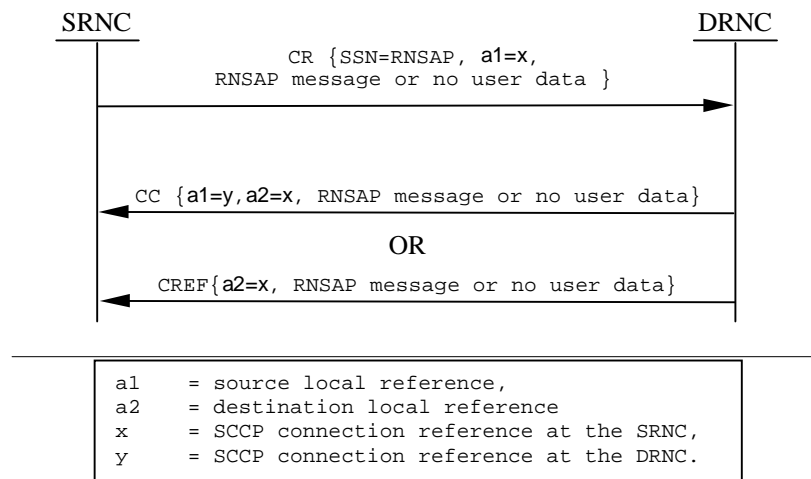 SRNC DRNC
CR {SSN=RNSAP, a1=x,
RNSAP message or no user data }
CC {a1=y,a2=x, RNSAP message or no user data}
OR
CREF{a2=x, RNSAP message or no user data}
a1 = source local reference,
a2 = destination local reference
x = SCCP connection reference at the SRNC,
y = SCCP connection reference at the DRNC.